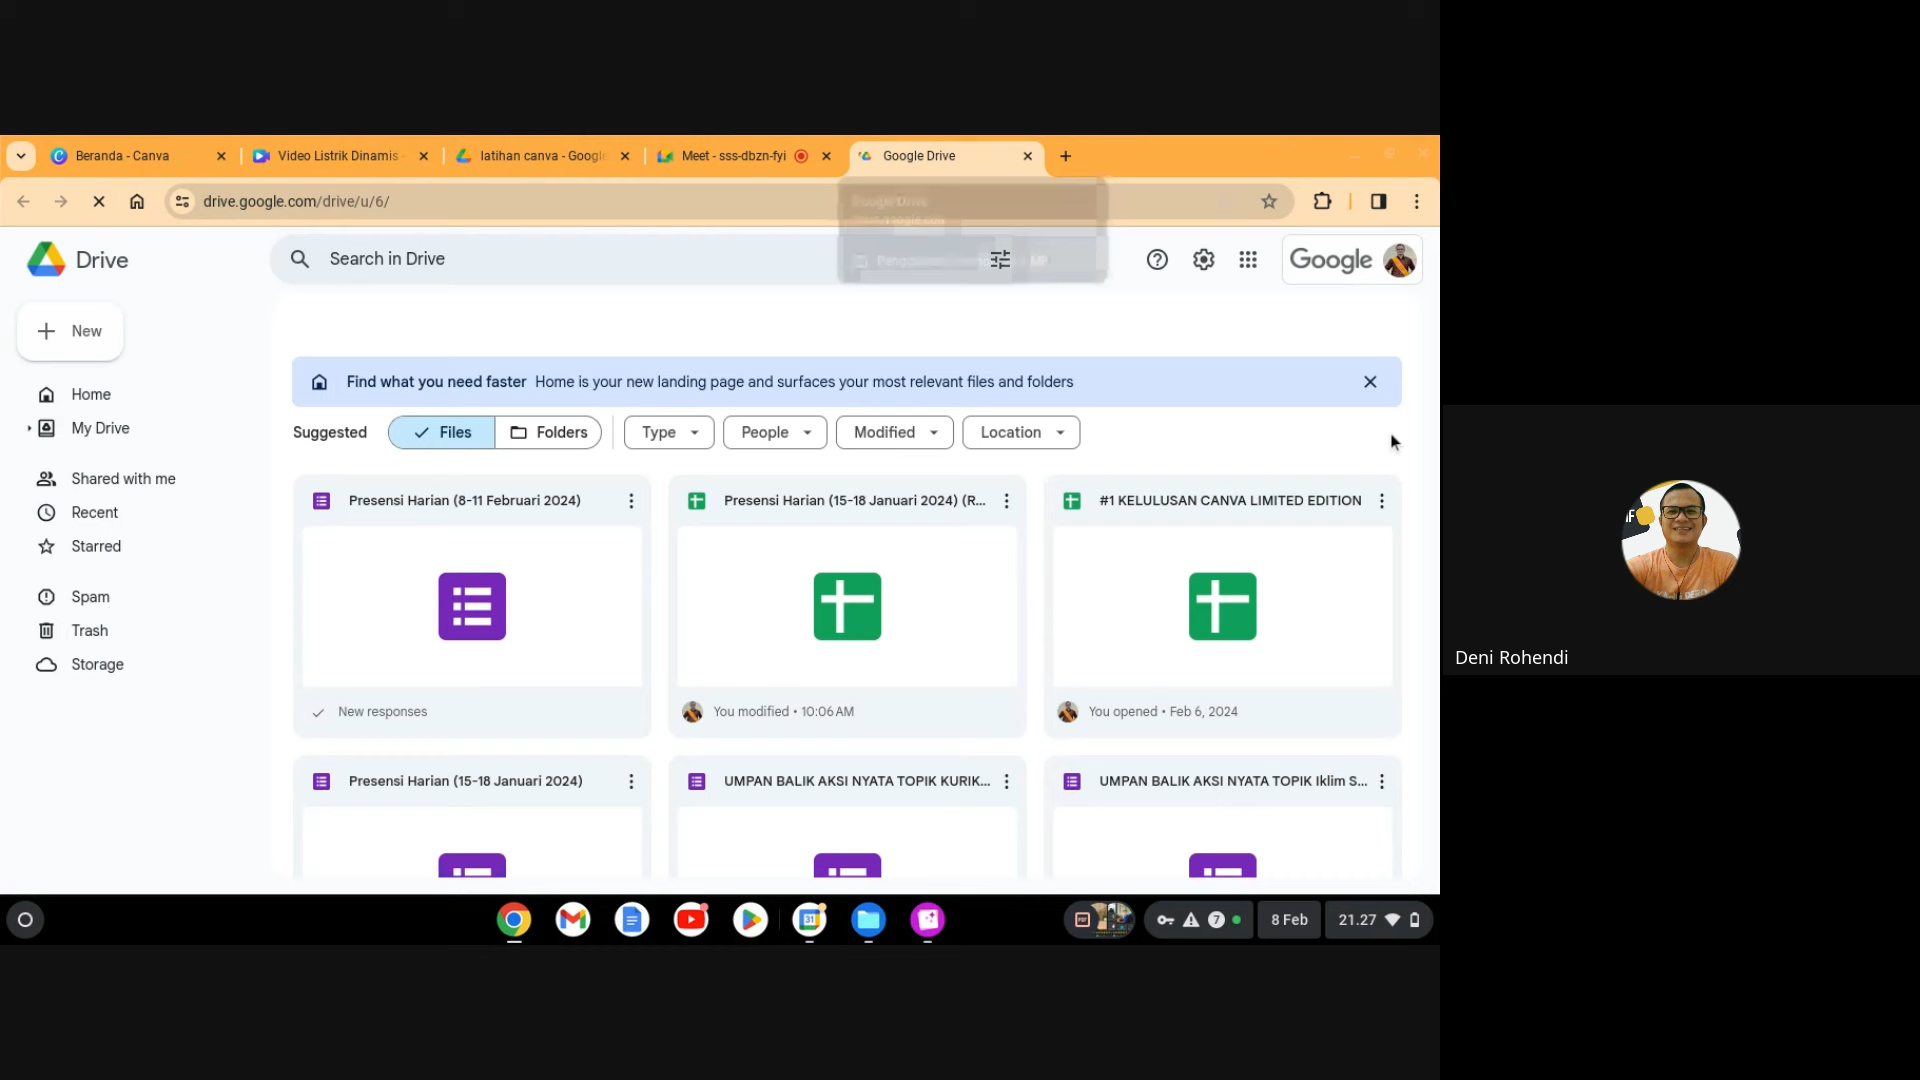 Beranda - Canva
Video Listrik Dinamis -
latihan canva - Google
Meet - sss-dbzn-fyi
Google Drive
drive.google.com/drive/u/6/
Drive
Search in Drive
Google
New
Home
My Drive
Shared with me
Recent
Starred
Spam
Trash
Storage
Find what you need faster Home is your new landing page and surfaces your most relevant files and folders
Suggested
Files
Folders
Type
People
Modified
Location
Presensi Harian (8-11 Februari 2024)
Presensi Harian (15-18 Januari 2024) (R...
#1 KELULUSAN CANVA LIMITED EDITION
New responses
You modified • 10:06 AM
You opened • Feb 6, 2024
Presensi Harian (15-18 Januari 2024)
UMPAN BALIK AKSI NYATA TOPIK KURIK...
UMPAN BALIK AKSI NYATA TOPIK Iklim S...
31
7
8 Feb
21.27
Deni Rohendi